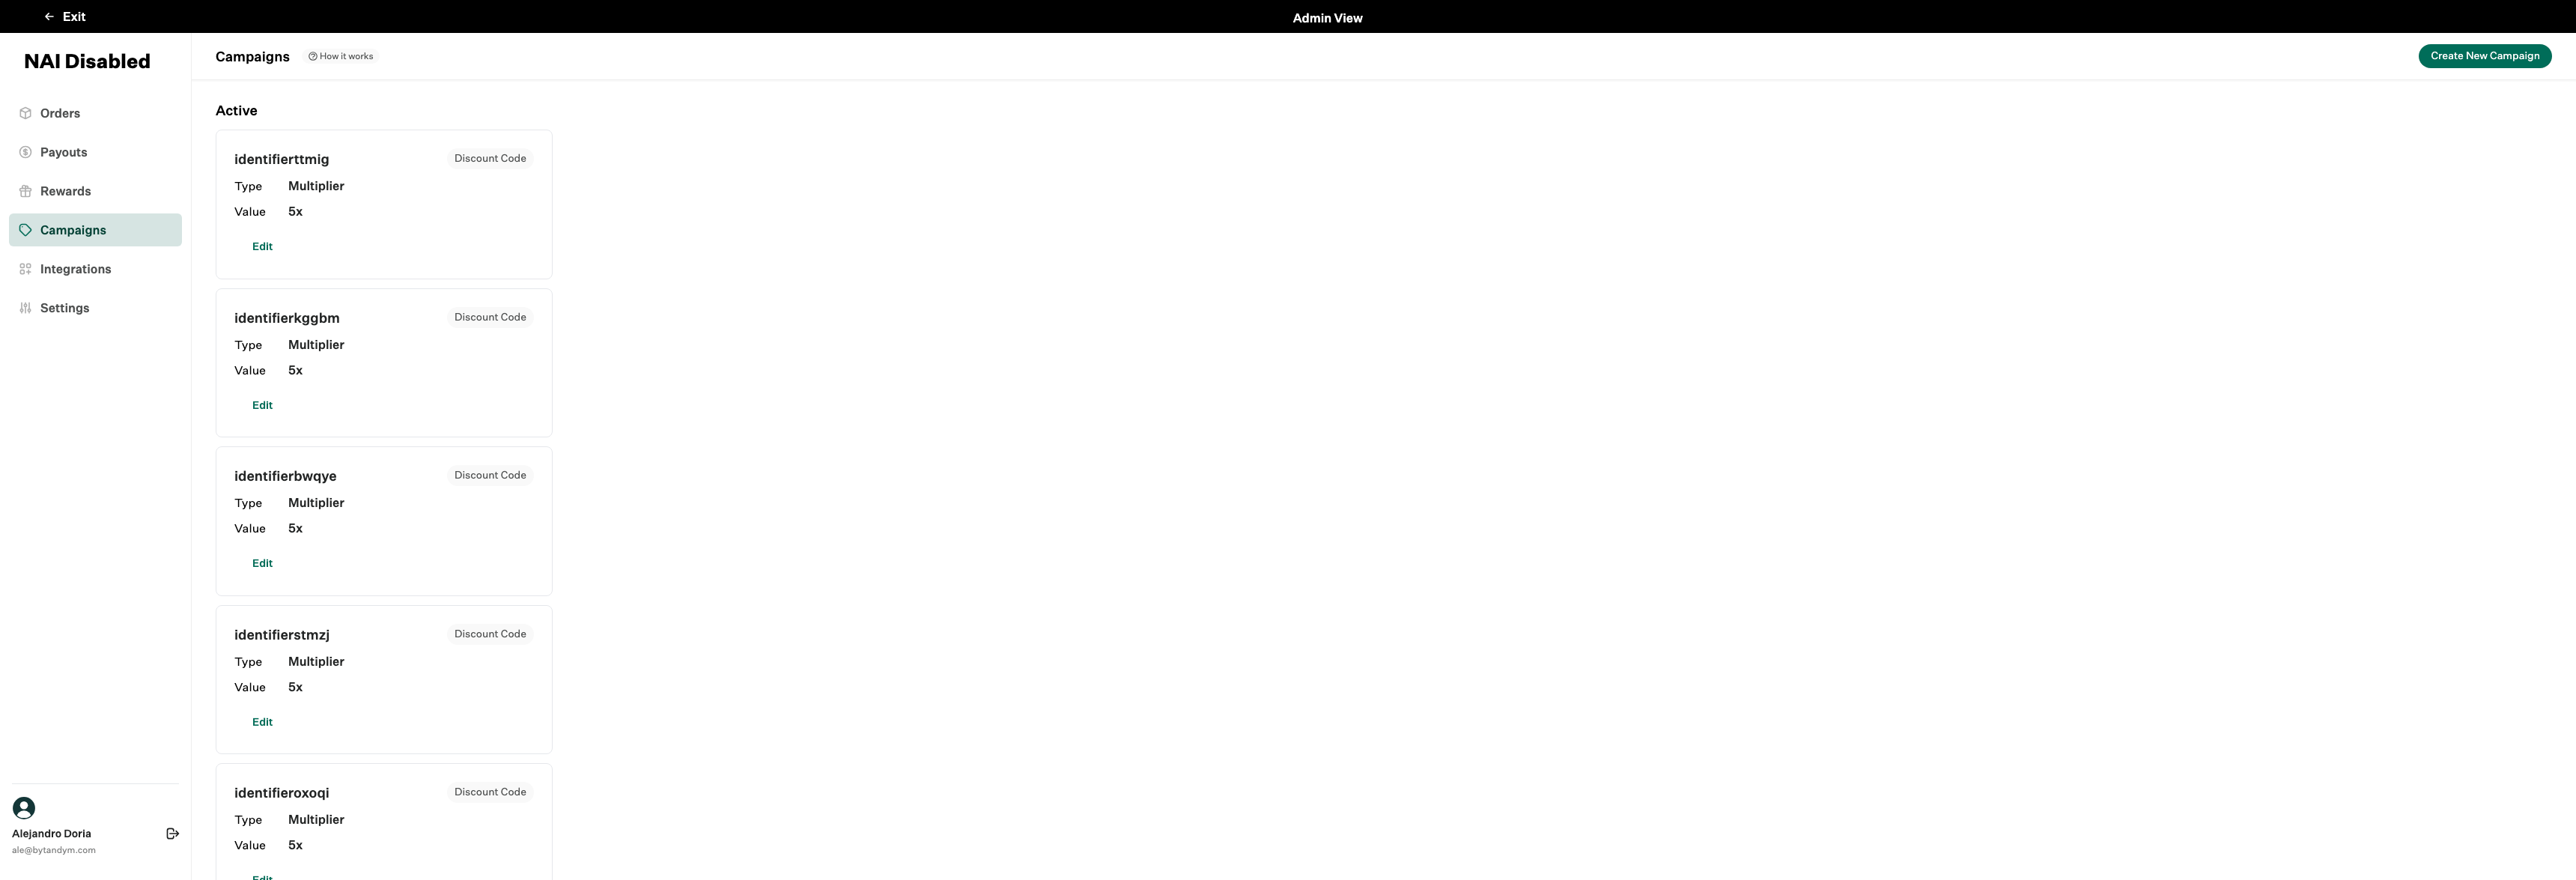 Exit
Admin View
NAI Disabled
Orders
Payouts
Rewards
Campaigns
Integrations
Settings
Alejandro Doria
ale@bytandym.com
Campaigns How it works
Create New Campaign
Active
identifierttmig Discount Code
Type Multiplier
Value 5x
Edit
identifierkggbm Discount Code
Type Multiplier
Value 5x
Edit
identifierbwqye Discount Code
Type Multiplier
Value 5x
Edit
identifierstmzj Discount Code
Type Multiplier
Value 5x
Edit
identifieroxoqi Discount Code
Type Multiplier
Value 5x
Edit